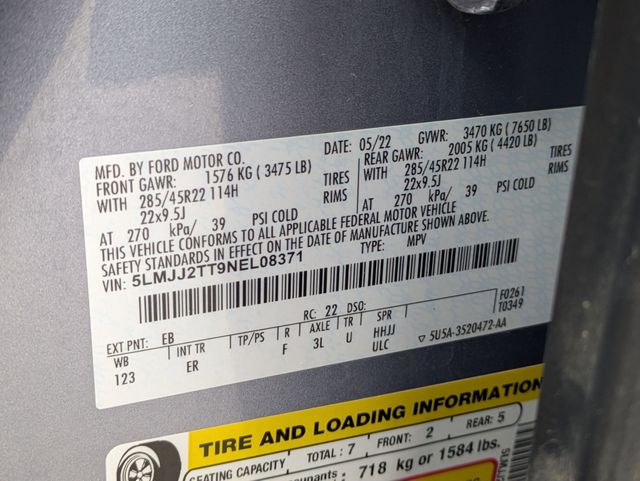 MFD. BY FORD MOTOR CO.
DATE: 05/22 GVWR: 3470 KG ( 7650 LB)
FRONT GAWR: 1576 KG ( 3475 LB) REAR GAWR: 2005 KG ( 4420 LB)
WITH 285/45R22 114H TIRES WITH 285/45R22 114H TIRES
22x9.5J RIMS 22x9.5J RIMS
AT 270 kPa/ 39 PSI COLD AT 270 kPa/ 39 PSI COLD
THIS VEHICLE CONFORMS TO ALL APPLICABLE FEDERAL MOTOR VEHICLE
SAFETY STANDARDS IN EFFECT ON THE DATE OF MANUFACTURE SHOWN ABOVE.
VIN: 5LMJJ2TT9NEL08371 TYPE: MPV
F0261
T0349
EXT PNT: EB RC: 22 DSO:
WB INT TR TP/PS R AXLE TR SPR
123 ER F 3L U HHJJ
ULC ▽ 5U5A-3520472-AA
TIRE AND LOADING INFORMATION
SEATING CAPACITY TOTAL: 7 FRONT: 2 REAR: 5
718 kg or 1584 lbs.